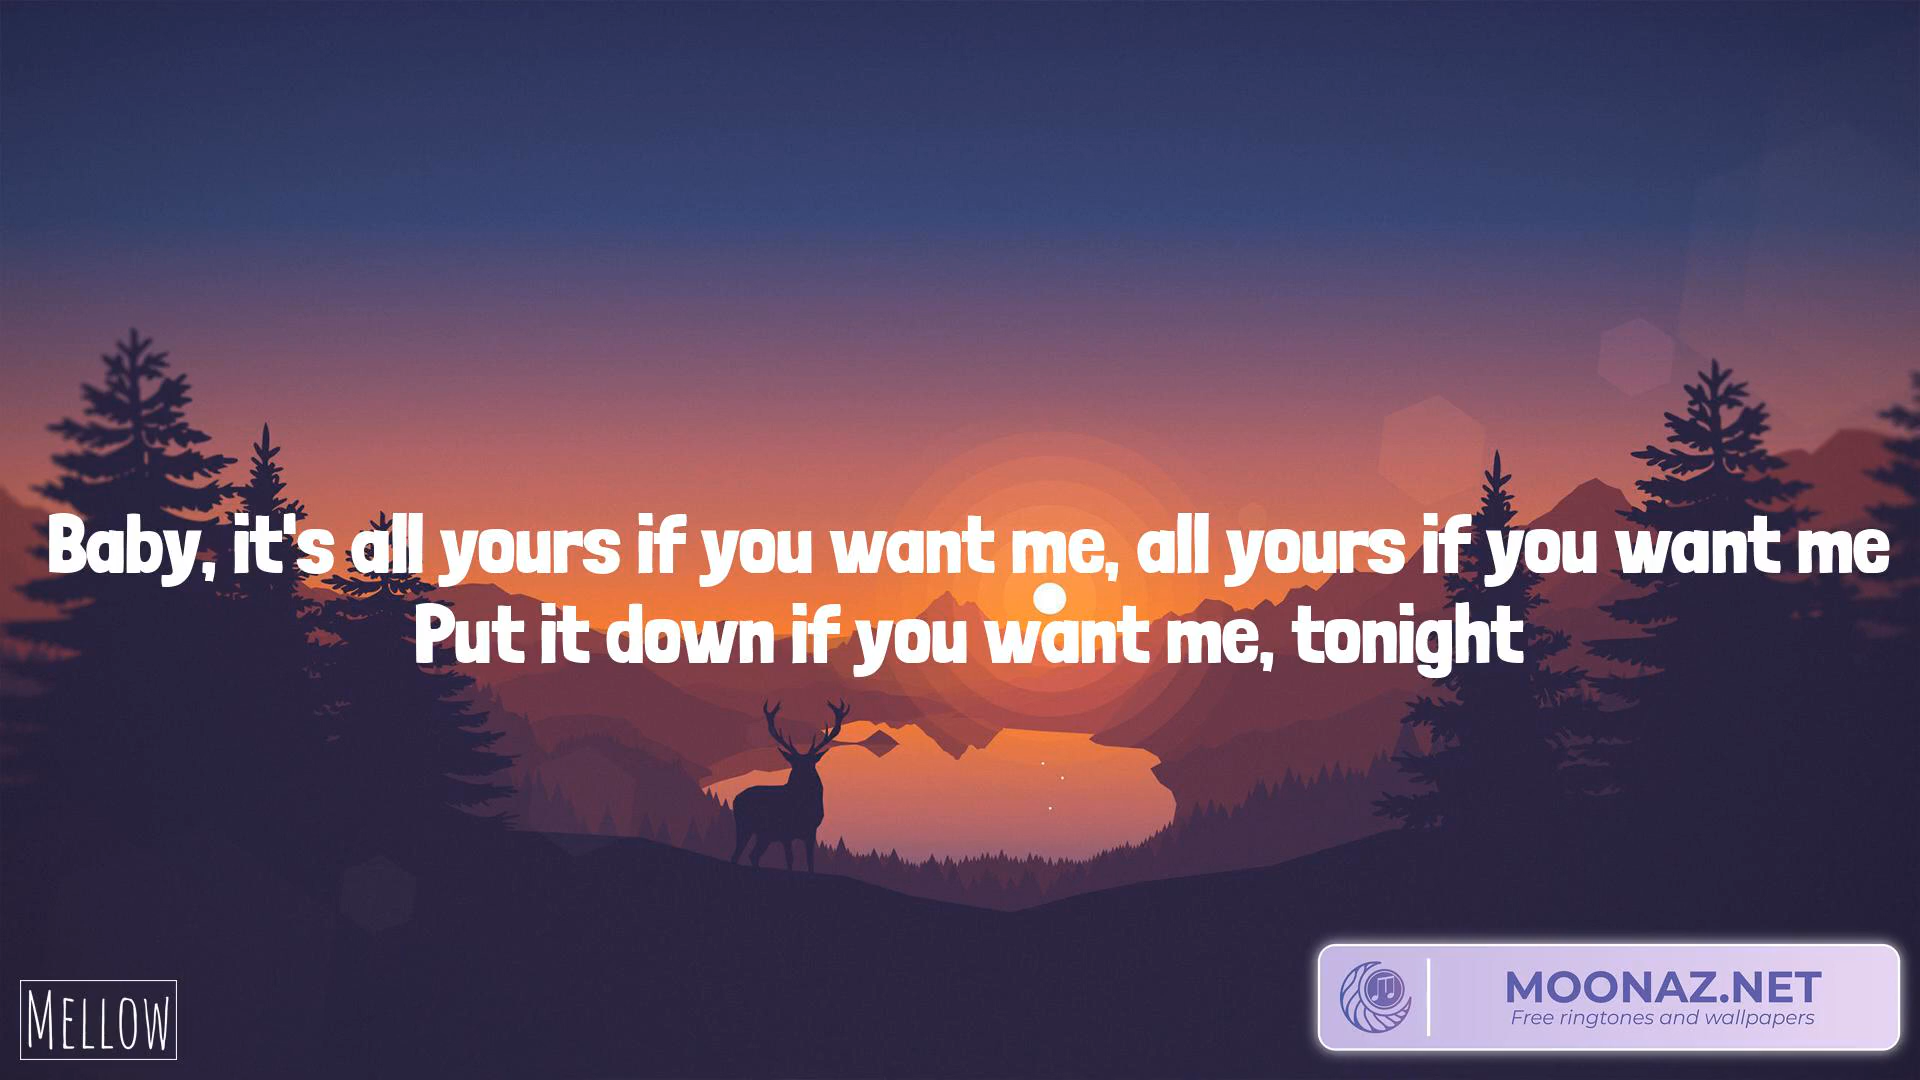 Baby, it's all yours if you want me, all yours if you want me
Put it down if you want me, tonight
MELLOW
MOONAZ.NET
Free ringtones and wallpapers